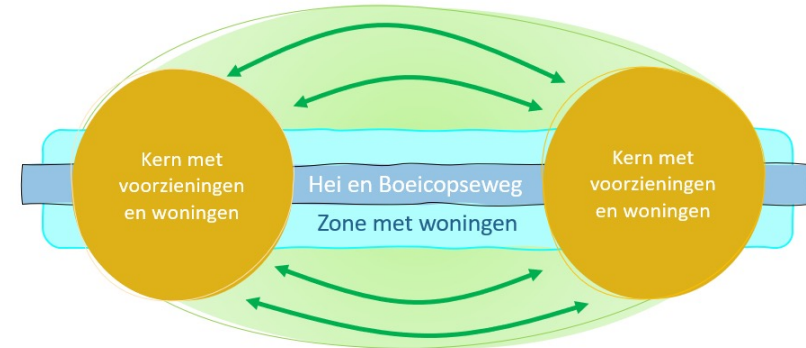 Kern met
voorzieningen
en woningen
Hei en Boeicopseweg
Zone met woningen
Kern met
voorzieningen
en woningen